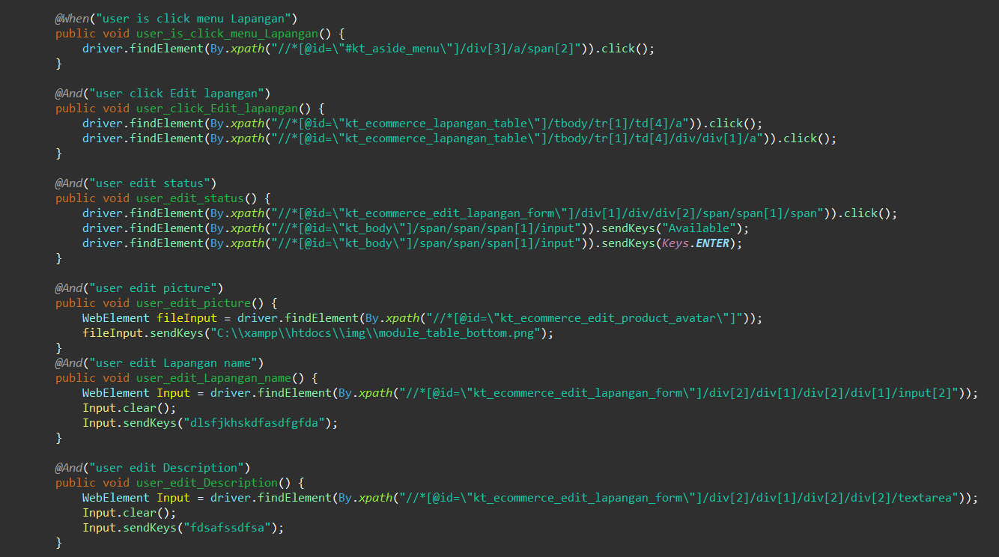 @When("user is click menu Lapangan")
public void user_is_click_menu_Lapangan() {
driver.findElement(By.xpath("//*[@id=\"#kt_aside_menu\"]/div[3]/a/span[2]")).click();
}
@And("user click Edit lapangan")
public void user_click_Edit_lapangan() {
driver.findElement(By.xpath("//*[@id=\"kt_ecommerce_lapangan_table\"]/tbody/tr[1]/td[4]/a")).click();
driver.findElement(By.xpath("//*[@id=\"kt_ecommerce_lapangan_table\"]/tbody/tr[1]/td[4]/div/div[1]/a")).click();
}
@And("user edit status")
public void user_edit_status() {
driver.findElement(By.xpath("//*[@id=\"kt_ecommerce_edit_lapangan_form\"]/div[1]/div/div[2]/span/span[1]/span")).click();
driver.findElement(By.xpath("//*[@id=\"kt_body\"]/span/span/span[1]/input")).sendKeys("Available");
driver.findElement(By.xpath("//*[@id=\"kt_body\"]/span/span/span[1]/input")).sendKeys(Keys.ENTER);
}
@And("user edit picture")
public void user_edit_picture() {
WebElement fileInput = driver.findElement(By.xpath("//*[@id=\"kt_ecommerce_edit_product_avatar\"]"));
fileInput.sendKeys("C:\\xampp\\htdocs\\img\\module_table_bottom.png");
}
@And("user edit Lapangan name")
public void user_edit_Lapangan_name() {
WebElement Input = driver.findElement(By.xpath("//*[@id=\"kt_ecommerce_edit_lapangan_form\"]/div[2]/div[1]/div[2]/div[1]/input[2]"));
Input.clear();
Input.sendKeys("dlsfjkhskdfasdfgfda");
}
@And("user edit Description")
public void user_edit_Description() {
WebElement Input = driver.findElement(By.xpath("//*[@id=\"kt_ecommerce_edit_lapangan_form\"]/div[2]/div[1]/div[2]/div[2]/textarea"));
Input.clear();
Input.sendKeys("fdsafssdfsa");
}